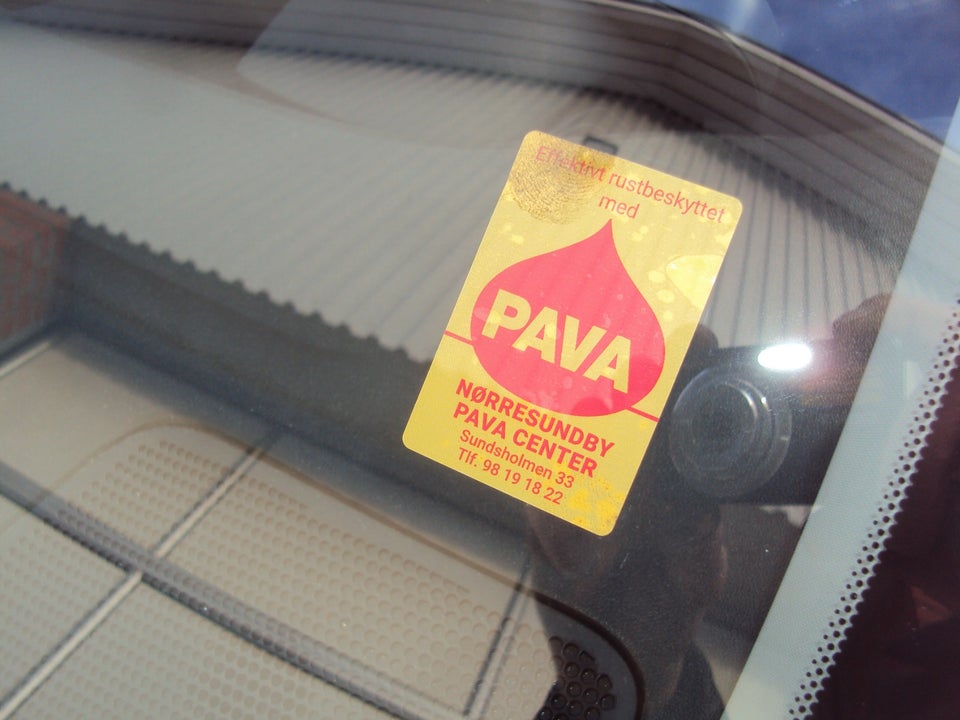 Effektivt rustbeskyttet
med
PAVA
NØRRESUNDBY
PAVA CENTER
Sundsholmen 33
Tlf. 98 19 18 22